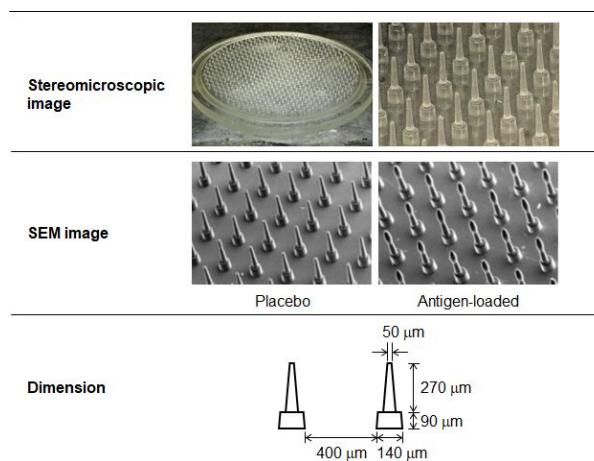 Stereomicroscopic
image
SEM image
Placebo
Antigen-loaded
50 μm
Dimension
270 μm
90 μm
400 μm
140 μm